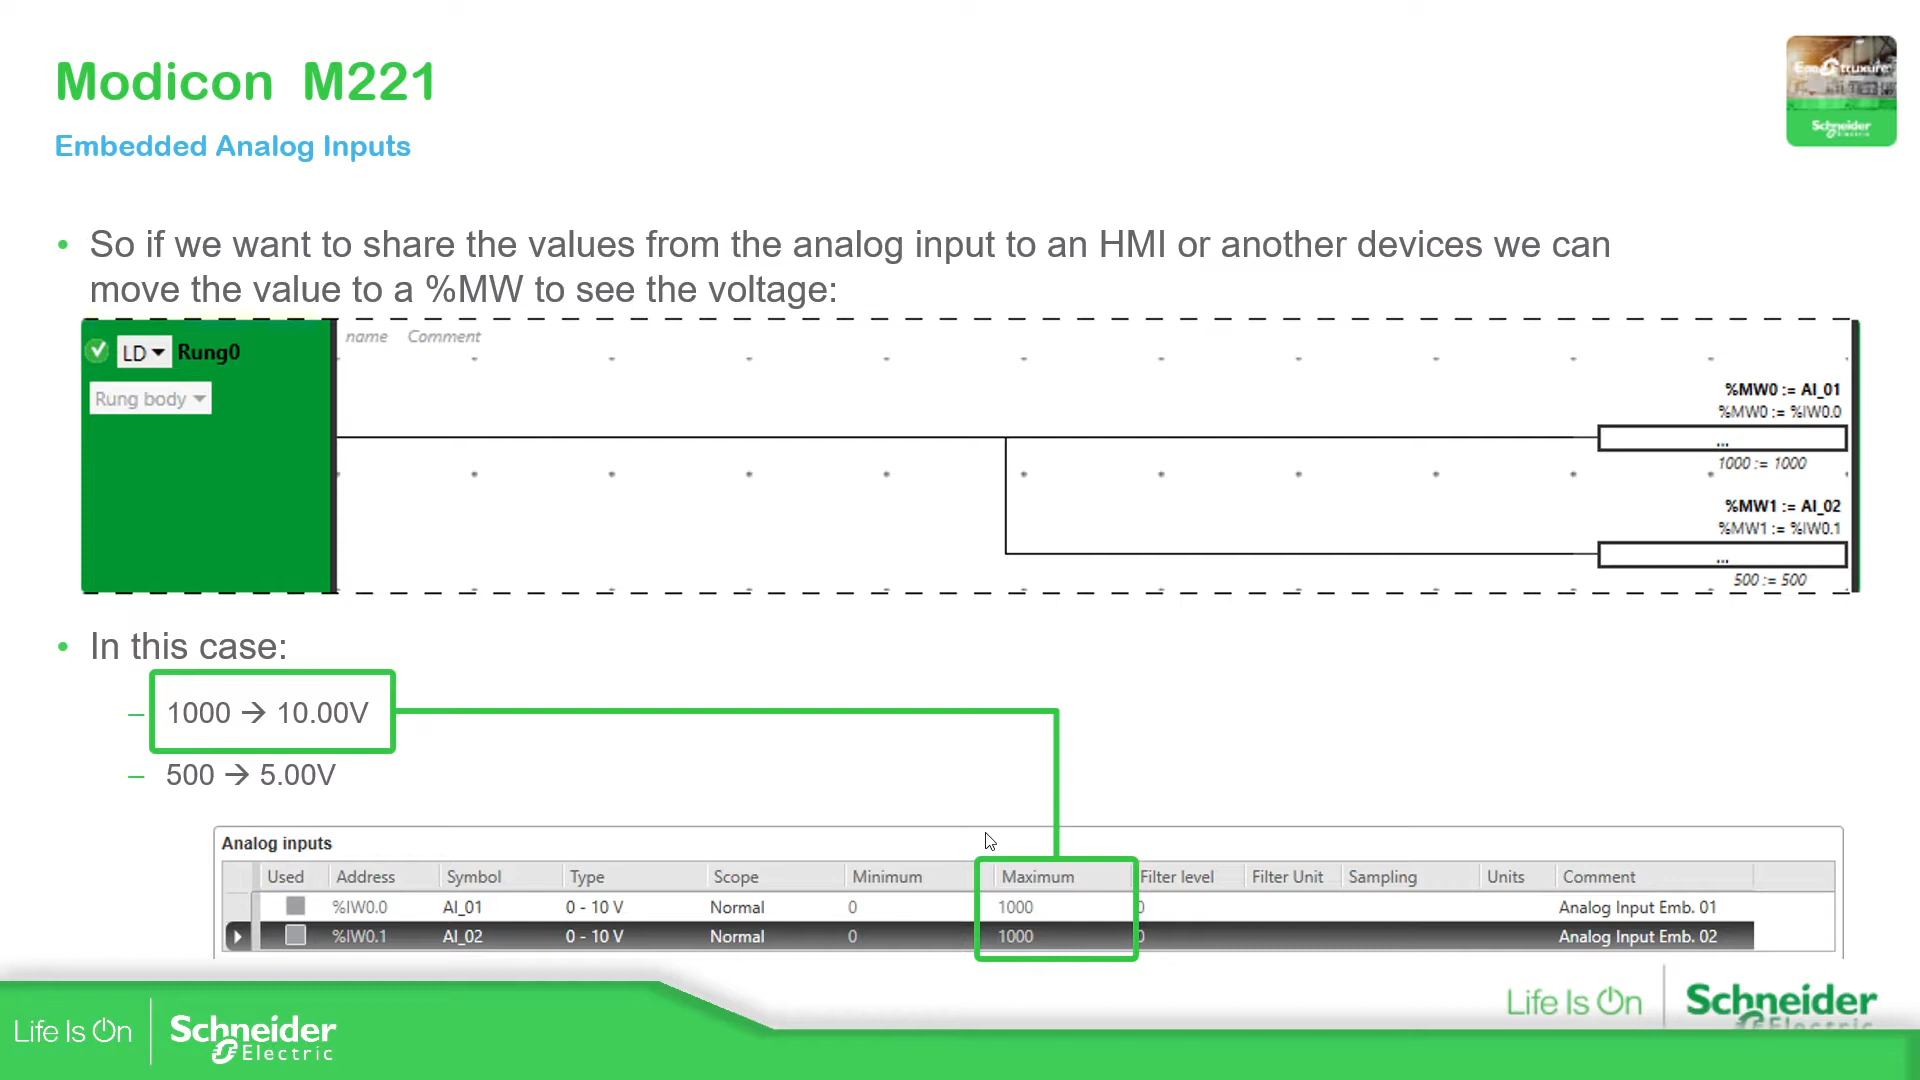 Modicon M221
Embedded Analog Inputs
Schneider
Electric
• So if we want to share the values from the analog input to an HMI or another devices we can
move the value to a %MW to see the voltage:
LD Rung0
name Comment
Rung body
%MW0 := AI_01
%MW0 := %IW0.0
...
1000 := 1000
%MW1 := AI_02
%MW1 := %IW0.1
...
500 := 500
• In this case:
– 1000 → 10.00V
– 500 → 5.00V
Analog inputs
Used Address Symbol Type Scope Minimum Maximum Filter level Filter Unit Sampling Units Comment
%IW0.0 AI_01 0 - 10 V Normal 0 1000 0 Analog Input Emb. 01
%IW0.1 AI_02 0 - 10 V Normal 0 1000 0 Analog Input Emb. 02
Life Is On Schneider
Electric
Life Is On Schneider
Electric